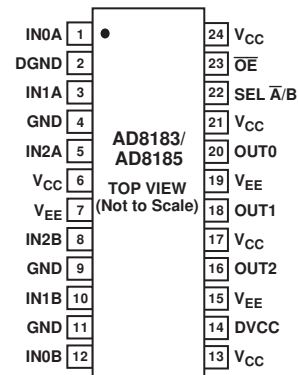 IN0A 1
DGND 2
IN1A 3
GND 4
IN2A 5
VCC 6
VEE 7
IN2B 8
GND 9
IN1B 10
GND 11
IN0B 12
AD8183/
AD8185
TOP VIEW
(Not to Scale)
24 VCC
23 OE
22 SEL A/B
21 VCC
20 OUT0
19 VEE
18 OUT1
17 VCC
16 OUT2
15 VEE
14 DVCC
13 VCC